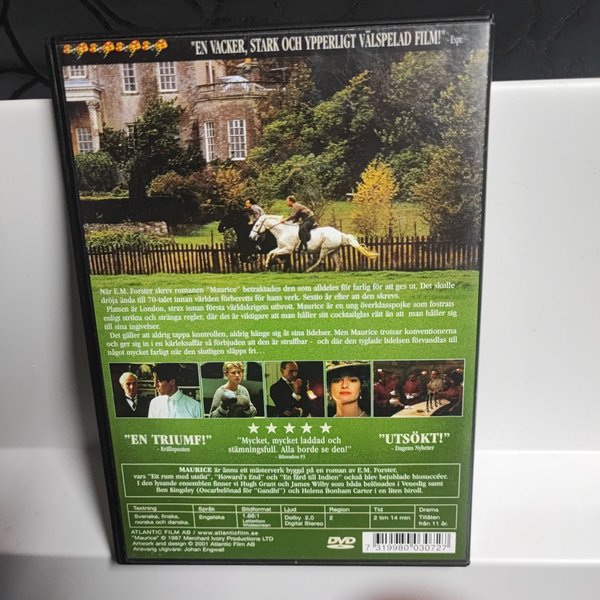 "EN VACKER, STARK OCH YPPERLIGT VÄLSPELAD FILM!" - Expr.
När E.M. Forster skrev romanen "Maurice" betraktades den som alldeles för farlig för att ges ut. Det skulle
dröja ända till 70-talet innan världen förberetts för hans verk. Sextio år efter att den skrevs.
Platsen är London, strax innan första världskrigets utbrott. Maurice är en ung överklasspojke som fostrats
enligt strikta och stränga regler, där det är viktigare att man håller sitt cocktailglas rätt än att man håller sig
till sina ingivelser.
Det gäller att aldrig tappa kontrollen, aldrig hänge sig åt sina lidelser. Men Maurice trotsar konventionerna
och ger sig in i en kärleksaffär så förbjuden att den är straffbar - och där den tyglade lidelsen förvandlas till
något mycket farligt när den slutligen släpps fri...
"EN TRIUMF!"
- Kvällsposten
"Mycket, mycket laddad och
stämningsfull. Alla borde se den!"
- Bikeradion P3
"UTSÖKT!"
- Dagens Nyheter
MAURICE är ännu ett mästerverk byggd på en roman av E.M. Forster,
vars "Ett rum med utsikt", "Howard's End" och "En färd till Indien" också blev bejublade biosuccéer.
I den lysande ensemblen finner vi Hugh Grant och James Wilby som båda belönades i Venedig samt
Ben Kingsley (Oscarbelönad för "Gandhi") och Helena Bonham Carter i en liten biroll.
Textning Språk Bildformat Ljud Region Tid Drama
Svenska, finska, norske och danska. Engelska 1.66:1 Letterbox Widescreen Dolby 2.0 Digital Stereo 2 2 tim 14 min Tillåten från 11 år.
ATLANTIC FILM AB / www.atlanticfilm.se
"Maurice" © 1987 Merchant Ivory Productions LTD
Artwork and design © 2001 Atlantic Film AB
Ansvarig utgivare: Johan Engwall
DVD
7 319980 030727